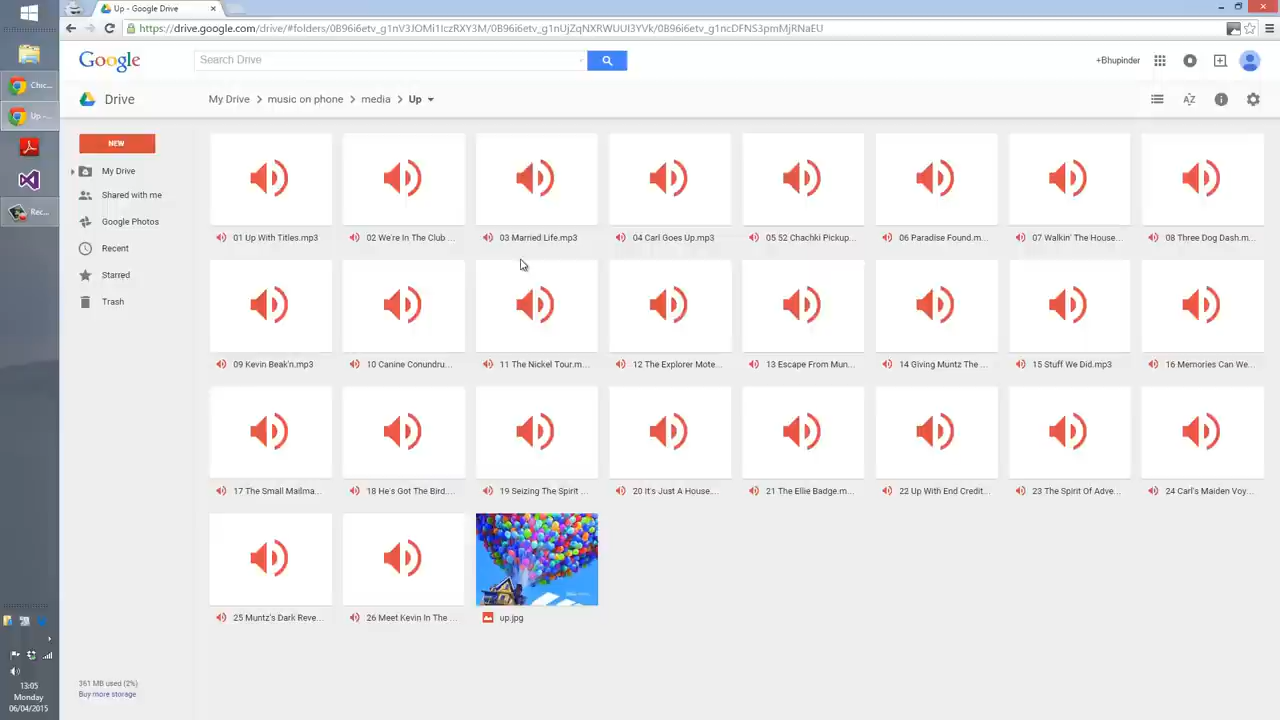 Up - Google Drive
https://drive.google.com/drive/#folders/0B96i6etv_g1nV3JOMi1IczRXY3M/0B96i6etv_g1nUjZqNXRWUUI3YVk/0B96i6etv_g1ncDFNS3pmMjRNaEU
Google
Search Drive
+Bhupinder
Chic...
Up -...
Rec...
Drive
My Drive
music on phone
media
Up
NEW
My Drive
Shared with me
Google Photos
Recent
Starred
Trash
01 Up With Titles.mp3
02 We're In The Club ...
03 Married Life.mp3
04 Carl Goes Up.mp3
05 52 Chachki Pickup...
06 Paradise Found.m...
07 Walkin' The House...
08 Three Dog Dash.m...
09 Kevin Beak'n.mp3
10 Canine Conundru...
11 The Nickel Tour.m...
12 The Explorer Mote...
13 Escape From Mun...
14 Giving Muntz The ...
15 Stuff We Did.mp3
16 Memories Can We...
17 The Small Mailma...
18 He's Got The Bird....
19 Seizing The Spirit ...
20 It's Just A House....
21 The Ellie Badge.m...
22 Up With End Credit...
23 The Spirit Of Adve...
24 Carl's Maiden Voy...
25 Muntz's Dark Reve...
26 Meet Kevin In The ...
up.jpg
361 MB used (2%)
Buy more storage
13:05
Monday
06/04/2015